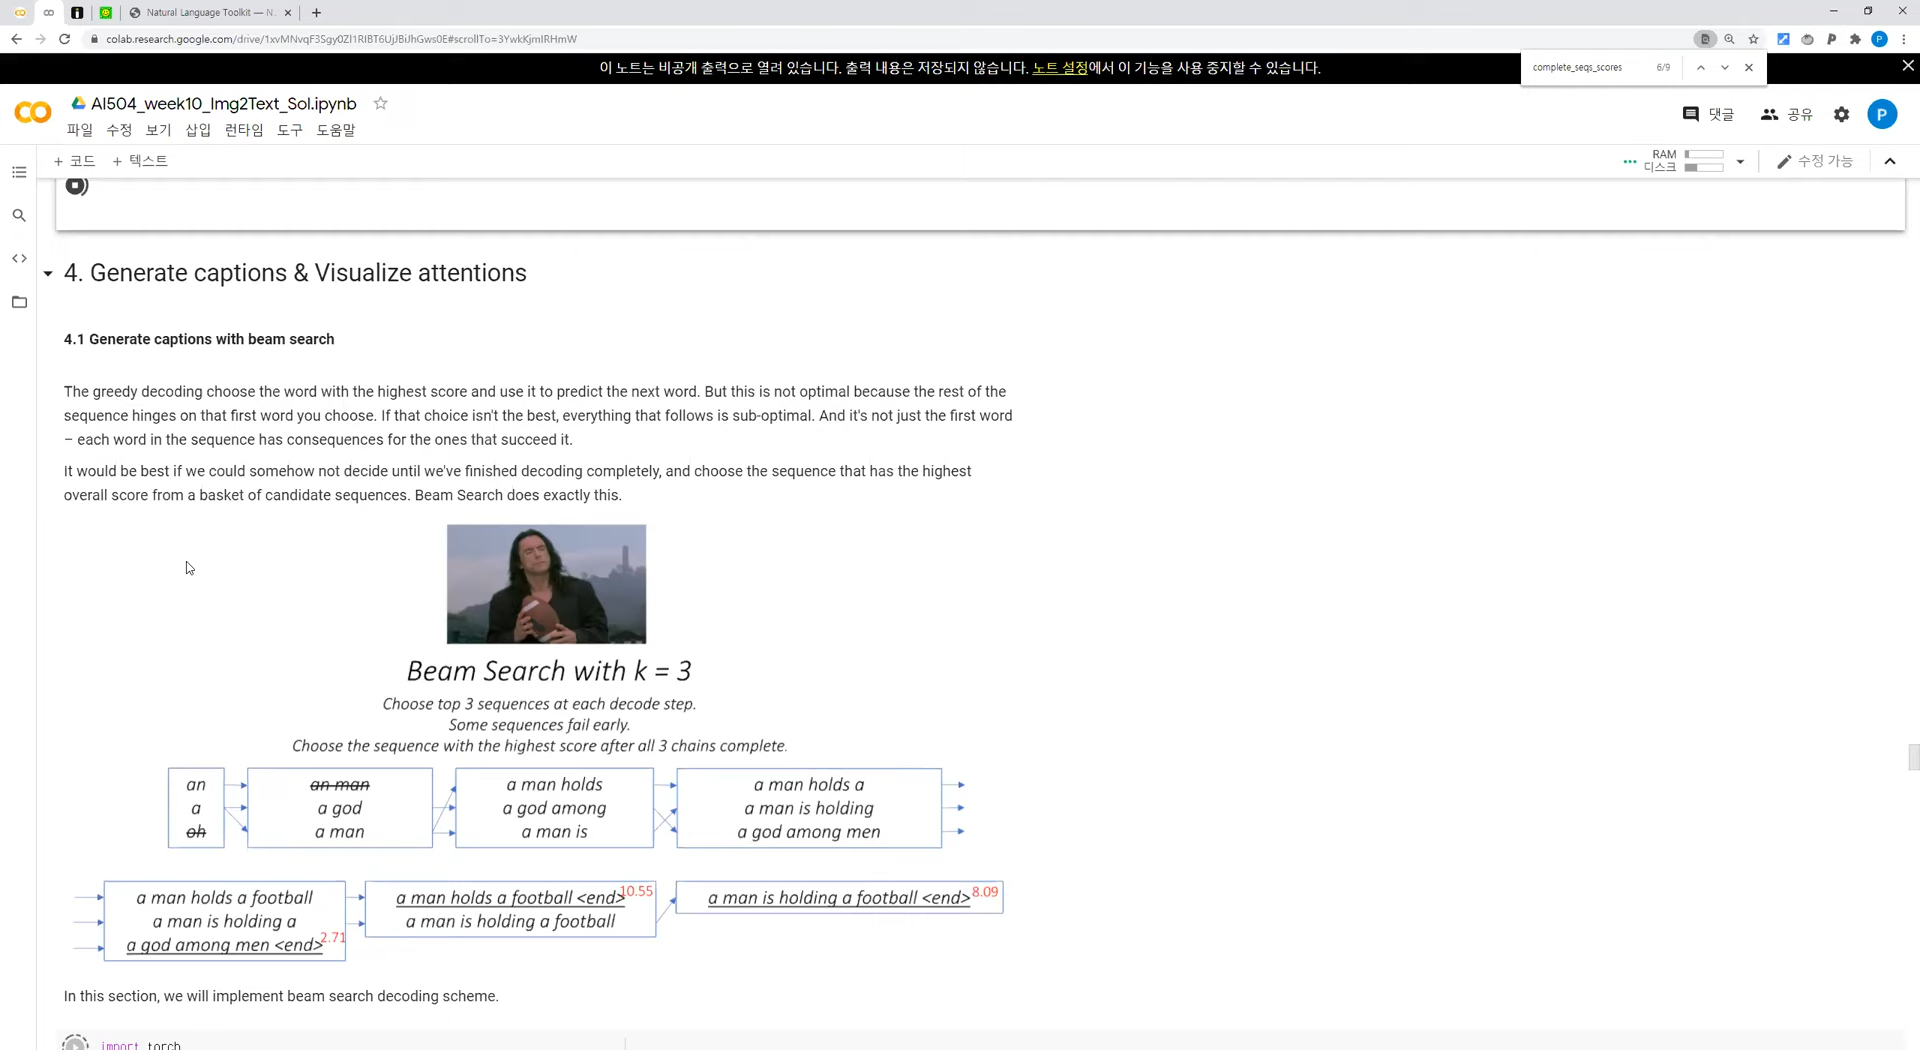 Natural Language Toolkit — N
colab.research.google.com/drive/1xvMNvqF3Sgy0Zl1RIBT6UjJBiJhGws0E#scrollTo=3YwkKjmIRHmW
이 노트는 비공개 출력으로 열려 있습니다. 출력 내용은 저장되지 않습니다. 노트 설정에서 이 기능을 사용 중지할 수 있습니다.
complete_seqs_scores 6/9
CO AI504_week10_Img2Text_Sol.ipynb
댓글 공유 P
파일 수정 보기 삽입 런타임 도구 도움말
+ 코드 + 텍스트
RAM
디스크
수정 가능
4. Generate captions & Visualize attentions
4.1 Generate captions with beam search
The greedy decoding choose the word with the highest score and use it to predict the next word. But this is not optimal because the rest of the
sequence hinges on that first word you choose. If that choice isn't the best, everything that follows is sub-optimal. And it's not just the first word
– each word in the sequence has consequences for the ones that succeed it.
It would be best if we could somehow not decide until we've finished decoding completely, and choose the sequence that has the highest
overall score from a basket of candidate sequences. Beam Search does exactly this.
Beam Search with k = 3
Choose top 3 sequences at each decode step.
Some sequences fail early.
Choose the sequence with the highest score after all 3 chains complete.
an
a
oh
an man
a god
a man
a man holds
a god among
a man is
a man holds a
a man is holding
a god among men
a man holds a football
a man is holding a
a god among men <end> 2.71
a man holds a football <end> 10.55
a man is holding a football
a man is holding a football <end> 8.09
In this section, we will implement beam search decoding scheme.
import torch